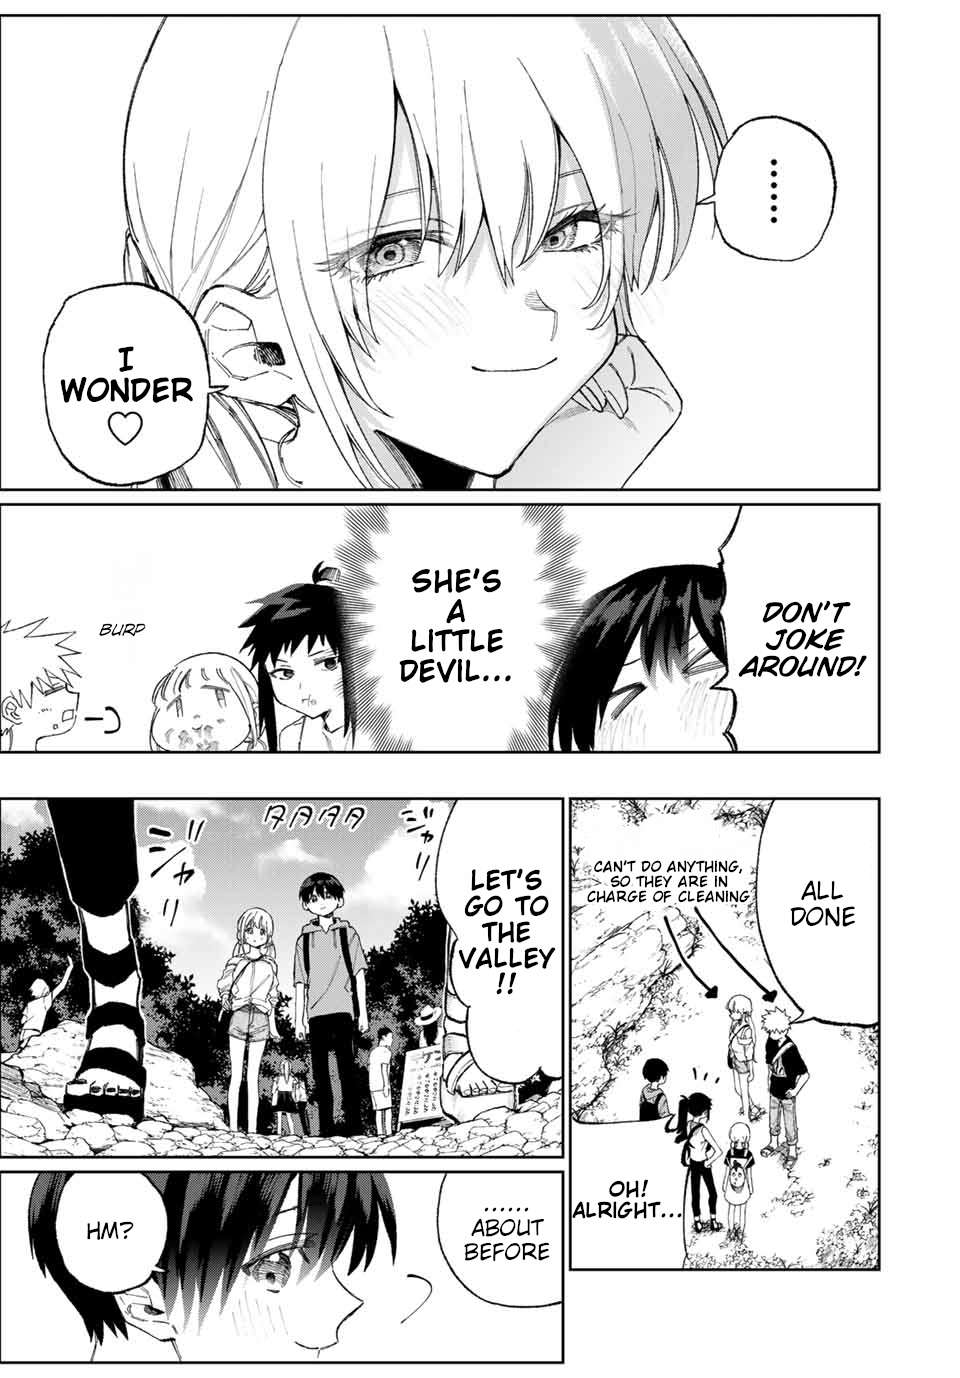 ......
I
WONDER
♡
DON'T
JOKE
AROUND!
SHE'S
A
LITTLE
DEVIL...
BURP
ALL
DONE
CAN'T DO ANYTHING,
SO THEY ARE IN
CHARGE OF CLEANING
OH!
ALRIGHT...
LET'S
GO TO
THE
VALLEY
!!
ジャッ
タタタタ
ジャッ
......
ABOUT
BEFORE
HM?